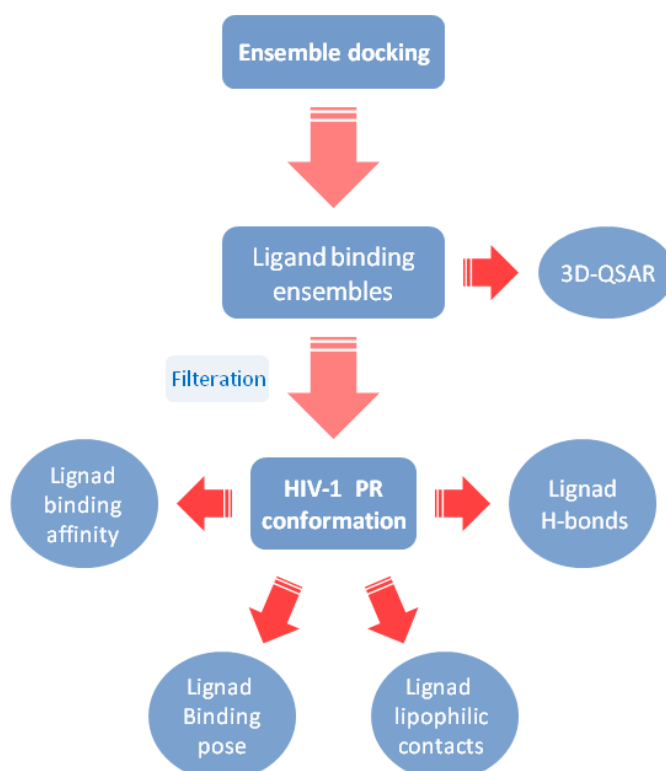 Ensemble docking
Ligand binding
ensembles
3D-QSAR
Filteration
Lignad
binding
affinity
HIV-1 PR
conformation
Lignad
H-bonds
Lignad
Binding
pose
Lignad
lipophilic
contacts